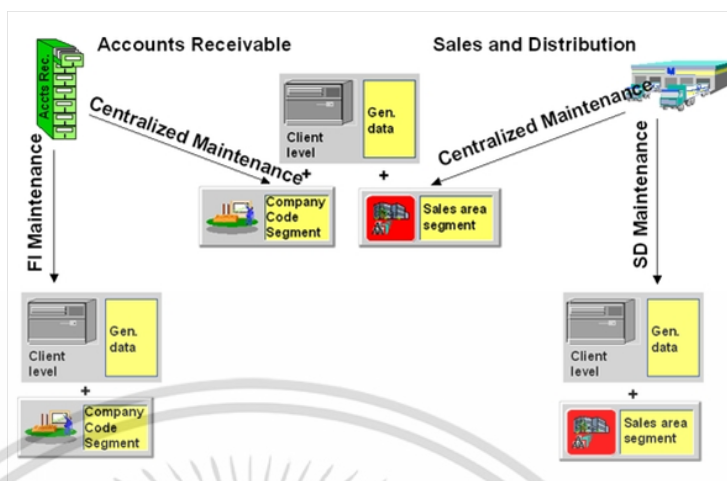 Accounts Receivable
Sales and Distribution
Accts Rec.
Centralized Maintenance
Centralized Maintenance
FI Maintenance
SD Maintenance
Client
level
Gen.
data
+
+
Company
Code
Segment
Sales area
segment
Client
level
Gen.
data
+
Company
Code
Segment
Client
level
Gen.
data
+
Sales area
segment